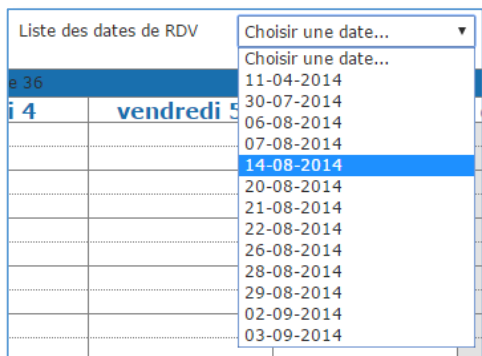 Liste des dates de RDV
Choisir une date...
Choisir une date...
11-04-2014
30-07-2014
06-08-2014
07-08-2014
14-08-2014
20-08-2014
21-08-2014
22-08-2014
26-08-2014
28-08-2014
29-08-2014
02-09-2014
03-09-2014
e 36
i 4
vendredi 5